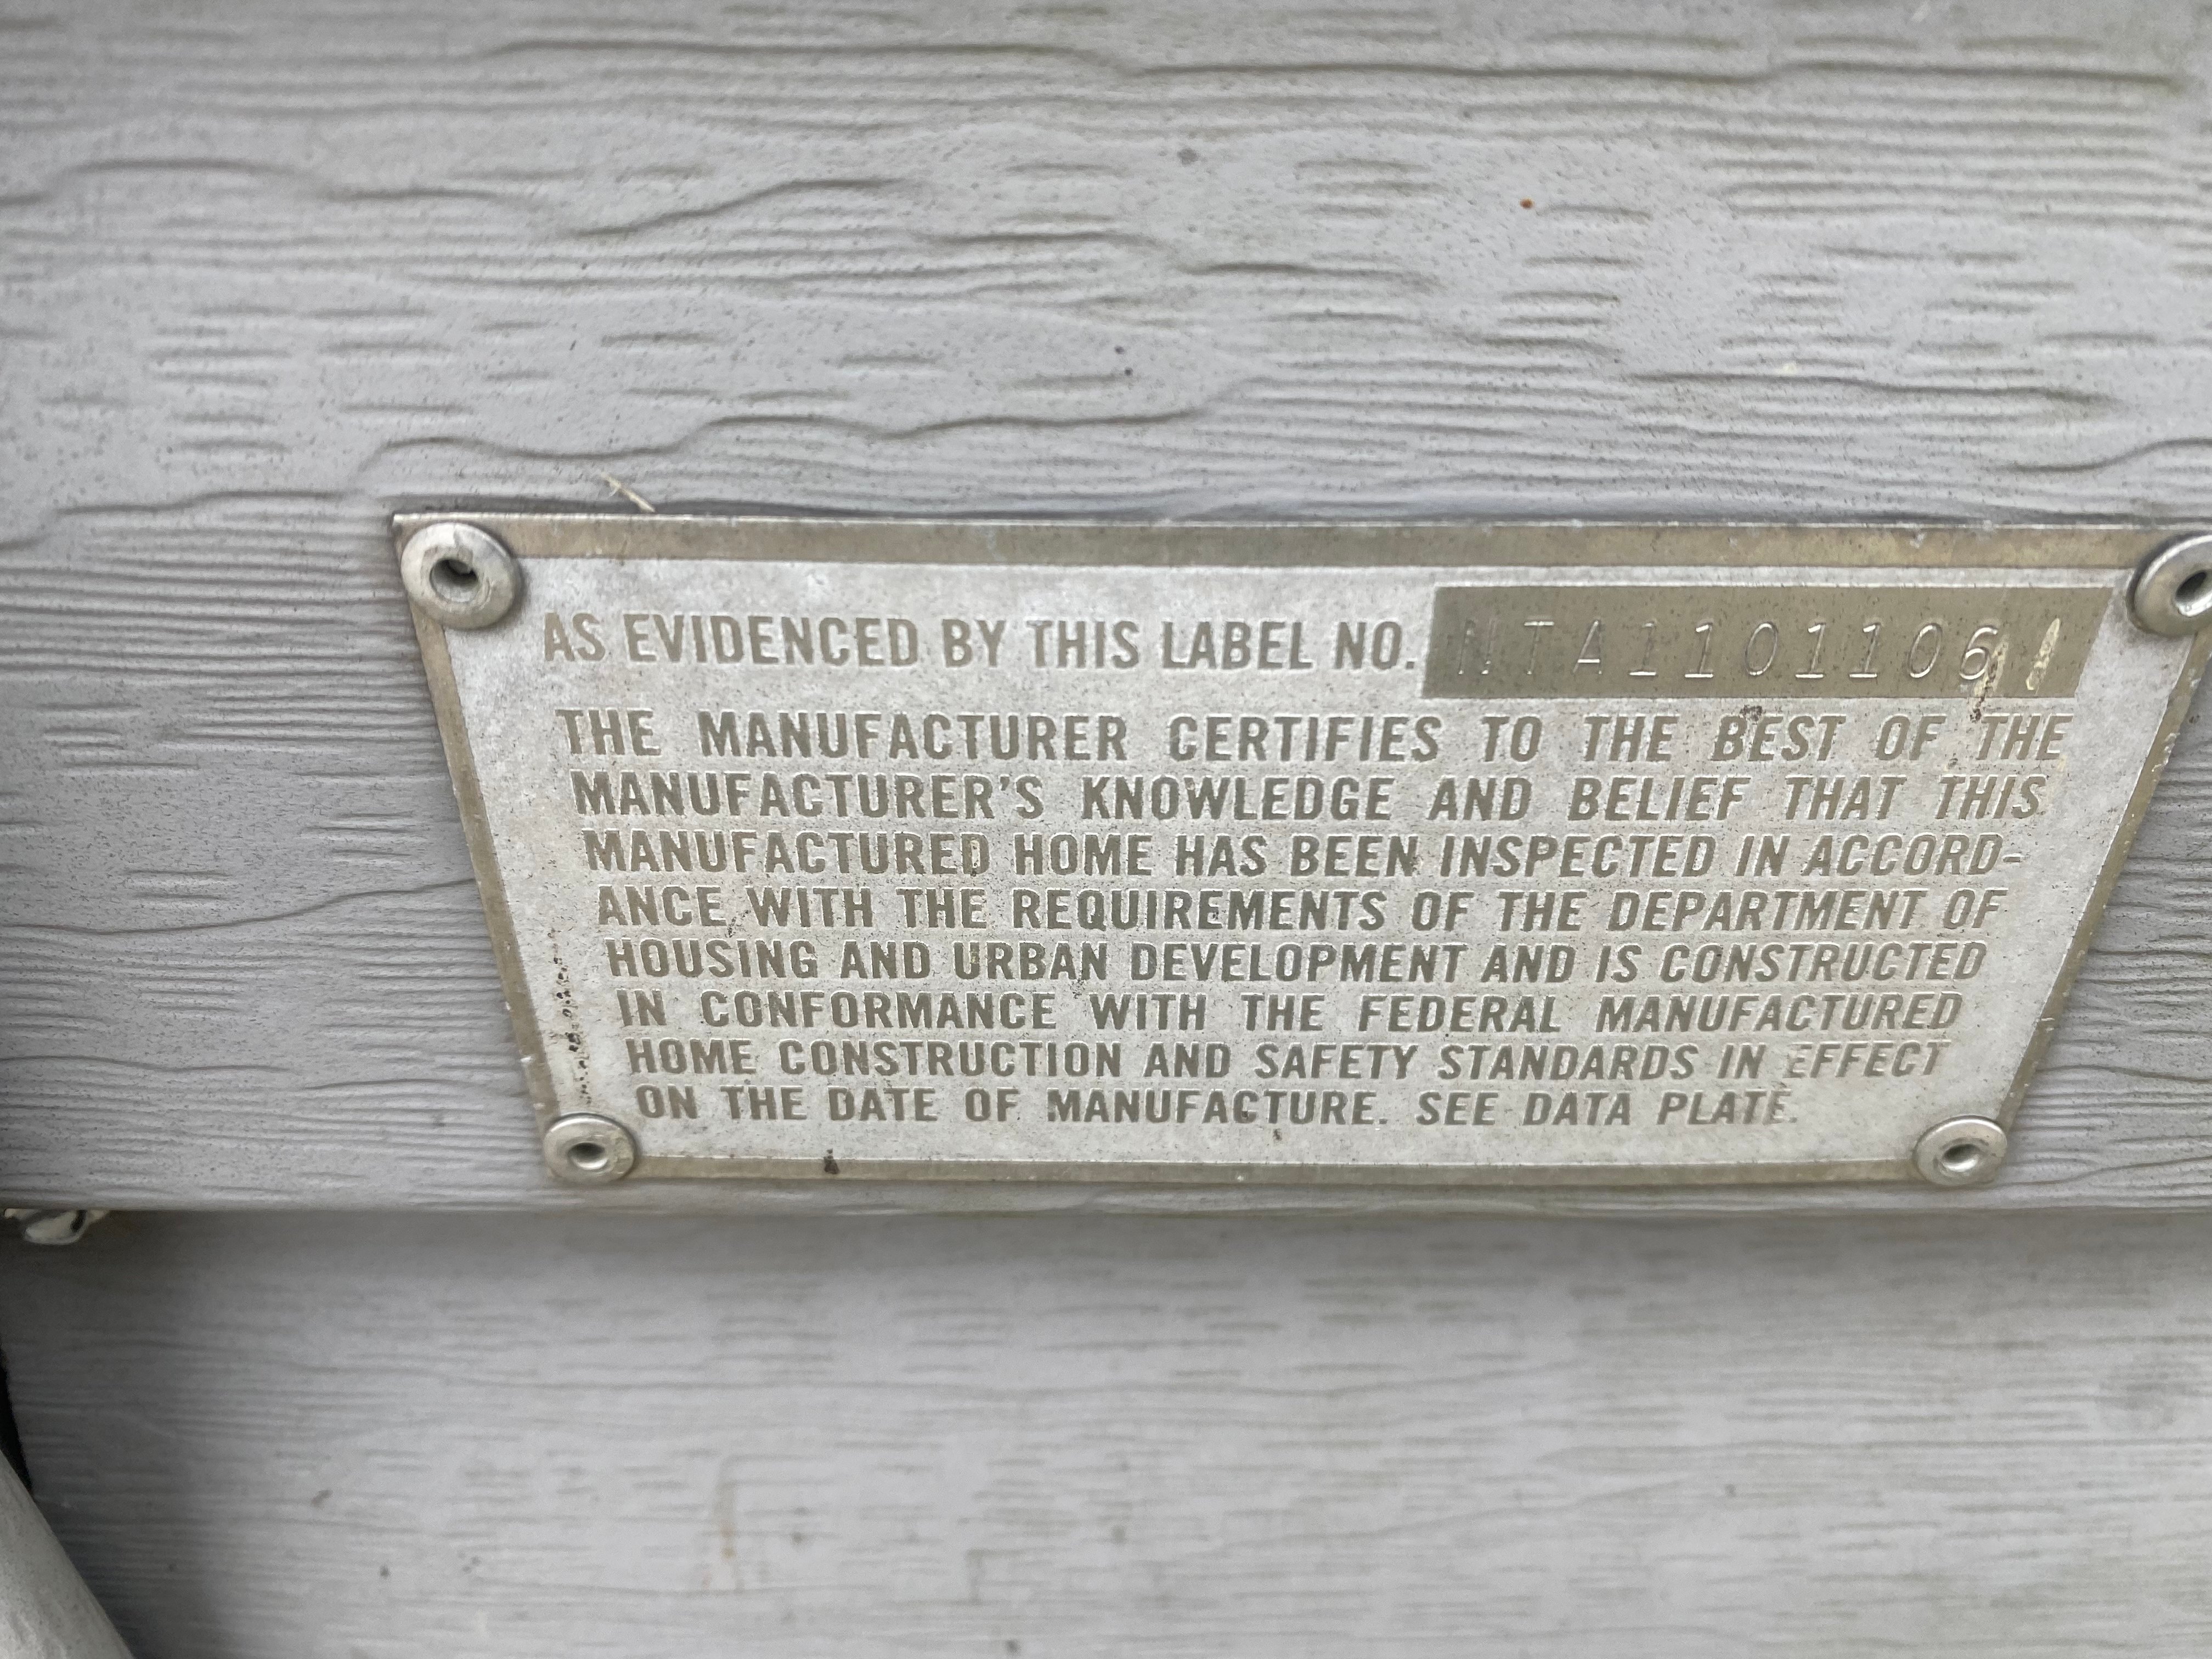 AS EVIDENCED BY THIS LABEL NO. NTA1101106
THE MANUFACTURER CERTIFIES TO THE BEST OF THE
MANUFACTURER'S KNOWLEDGE AND BELIEF THAT THIS
MANUFACTURED HOME HAS BEEN INSPECTED IN ACCORD-
ANCE WITH THE REQUIREMENTS OF THE DEPARTMENT OF
HOUSING AND URBAN DEVELOPMENT AND IS CONSTRUCTED
IN CONFORMANCE WITH THE FEDERAL MANUFACTURED
HOME CONSTRUCTION AND SAFETY STANDARDS IN EFFECT
ON THE DATE OF MANUFACTURE. SEE DATA PLATE.